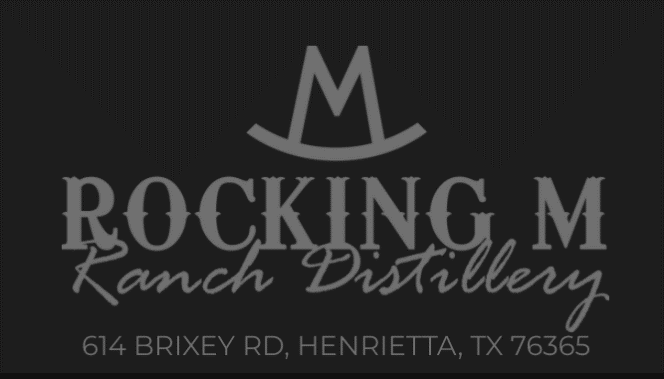 M
ROCKING M
Ranch Distillery
614 BRIXEY RD, HENRIETTA, TX 76365